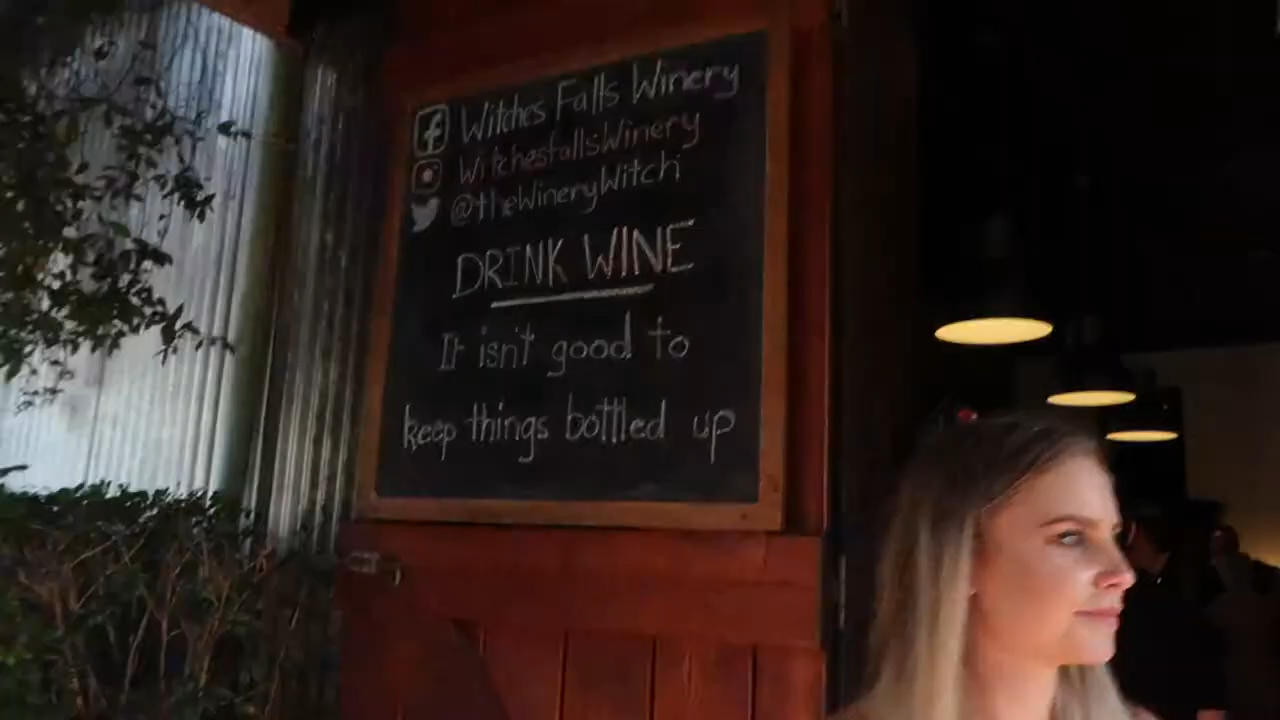 Witches Falls Winery
WitchesfallsWinery
@theWineryWitch
DRINK WINE
It isn't good to
keep things bottled up